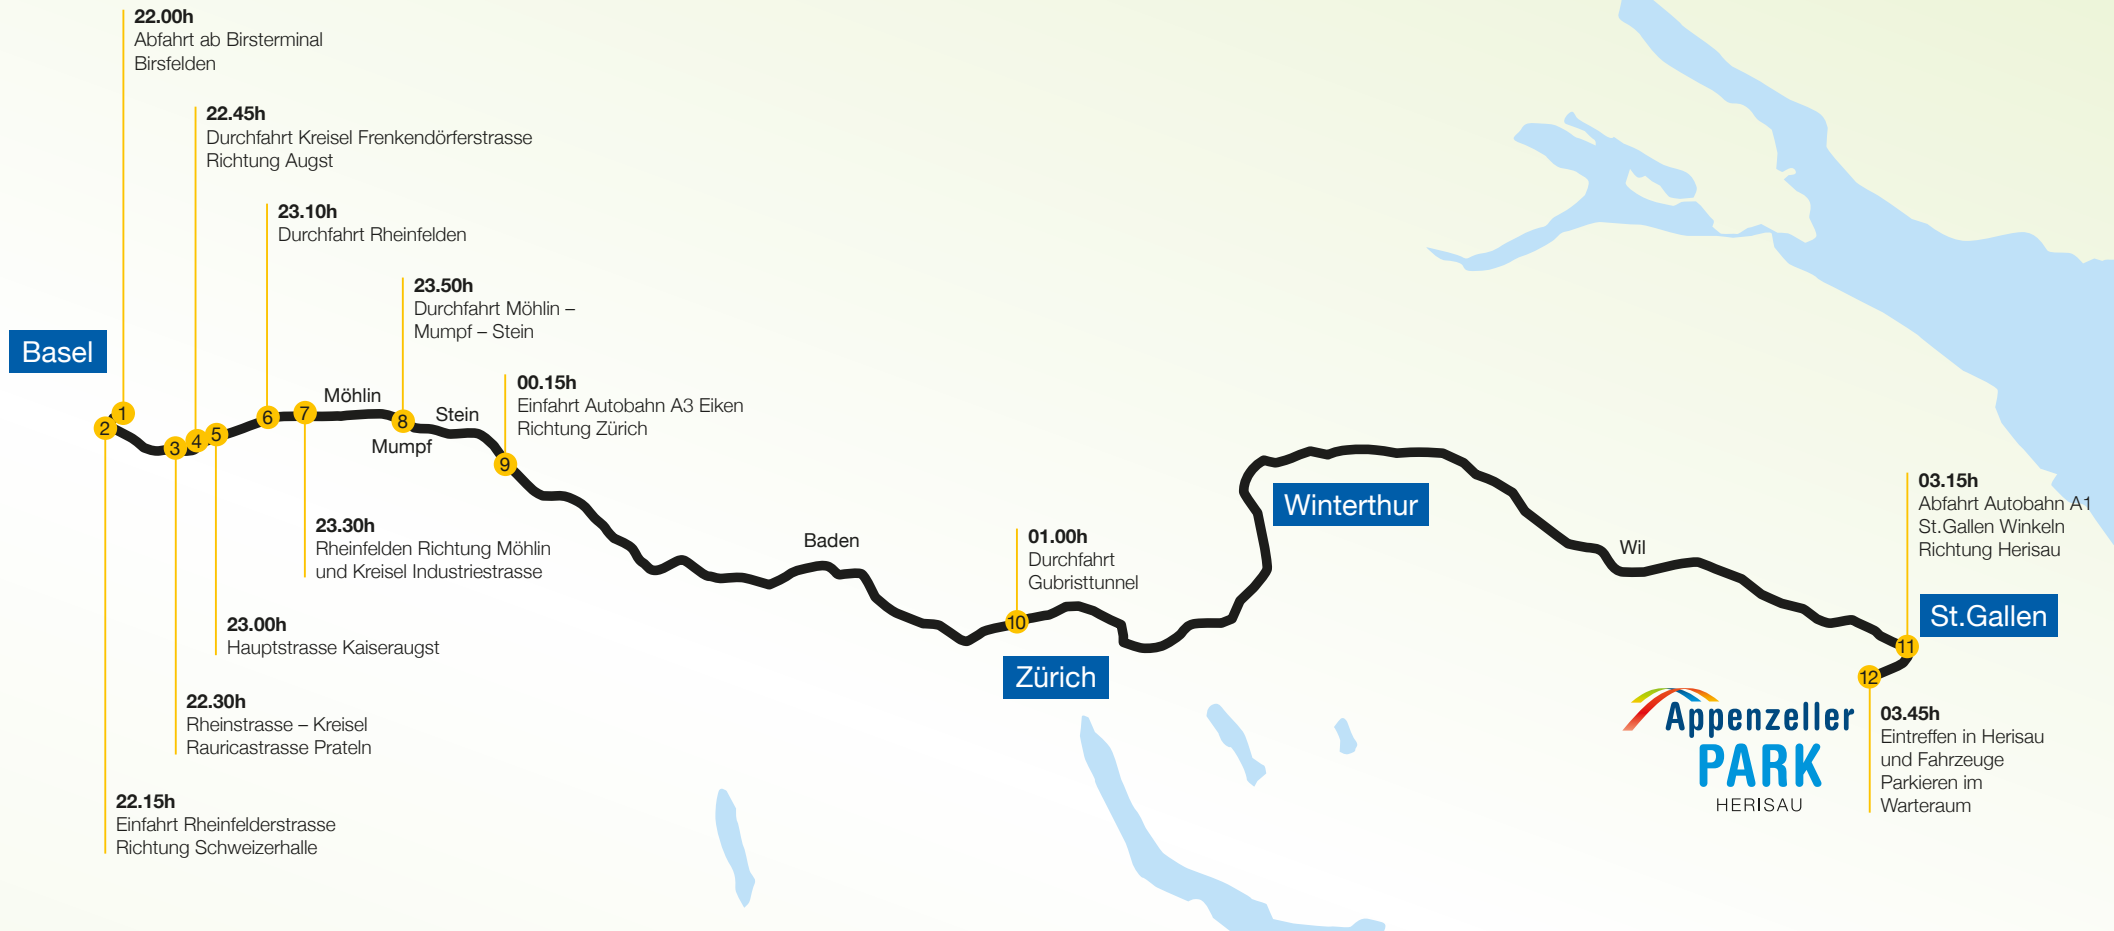 22.00h
Abfahrt ab Birsterminal
Birsfelden
22.45h
Durchfahrt Kreisel Frenkendörferstrasse
Richtung Augst
23.10h
Durchfahrt Rheinfelden
23.50h
Durchfahrt Möhlin –
Mumpf – Stein
00.15h
Einfahrt Autobahn A3 Eiken
Richtung Zürich
Basel
1
2
3
4
5
6
7
Möhlin
8
Mumpf
Stein
9
23.30h
Rheinfelden Richtung Möhlin
und Kreisel Industriestrasse
23.00h
Hauptstrasse Kaiseraugst
22.30h
Rheinstrasse – Kreisel
Rauricastrasse Prateln
22.15h
Einfahrt Rheinfelderstrasse
Richtung Schweizerhalle
Baden
01.00h
Durchfahrt
Gubristtunnel
10
Zürich
Winterthur
Wil
03.15h
Abfahrt Autobahn A1
St.Gallen Winkeln
Richtung Herisau
St.Gallen
11
12
Appenzeller
PARK
HERISAU
03.45h
Eintreffen in Herisau
und Fahrzeuge
Parkieren im
Warteraum